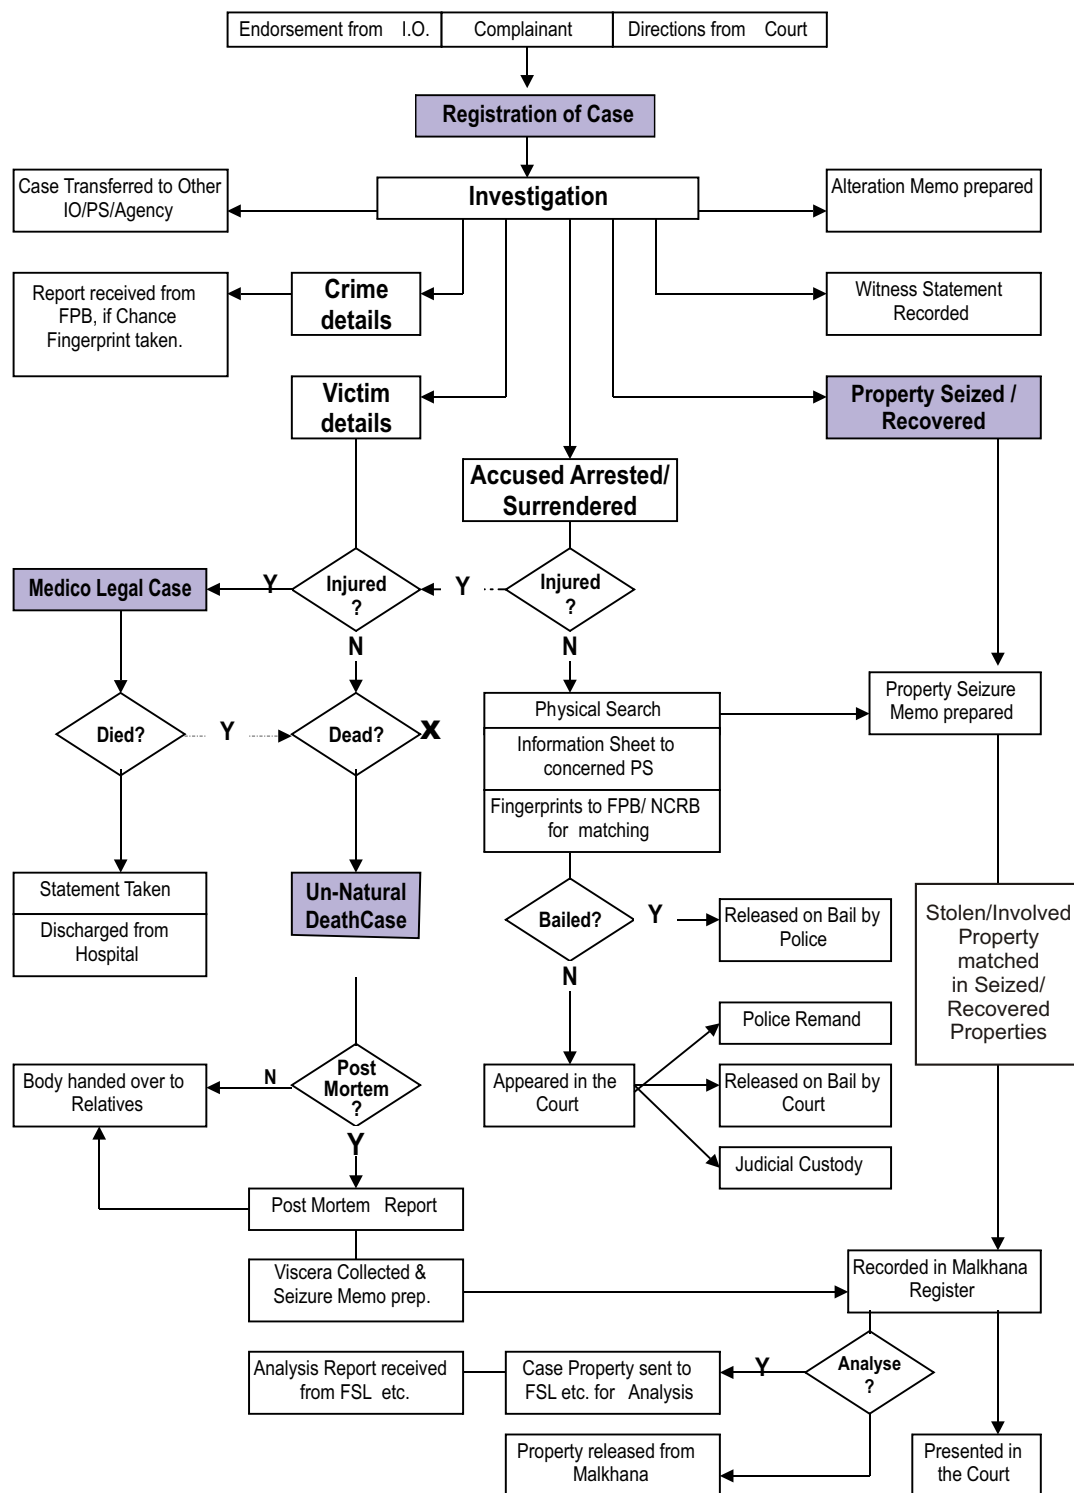 Endorsement from I.O.
Complainant
Directions from Court
Registration of Case
Investigation
Case Transferred to Other
IO/PS/Agency
Alteration Memo prepared
Report received from
FPB, if Chance
Fingerprint taken.
Crime
details
Witness Statement
Recorded
Victim
details
Property Seized /
Recovered
Accused Arrested/
Surrendered
Medico Legal Case
Y
Injured
?
Y
Injured
?
N
N
Died?
Y
Dead?
X
Physical Search
Information Sheet to
concerned PS
Fingerprints to FPB/ NCRB
for matching
Property Seizure
Memo prepared
Statement Taken
Discharged from
Hospital
Un-Natural
DeathCase
Bailed?
Y
Released on Bail by
Police
N
Stolen/Involved
Property
matched
in Seized/
Recovered
Properties
Body handed over to
Relatives
N
Post
Mortem
?
Y
Appeared in the
Court
Police Remand
Released on Bail by
Court
Judicial Custody
Post Mortem Report
Viscera Collected &
Seizure Memo prep.
Recorded in Malkhana
Register
Analysis Report received
from FSL etc.
Case Property sent to
FSL etc. for Analysis
Y
Analyse
?
Property released from
Malkhana
Presented in
the Court